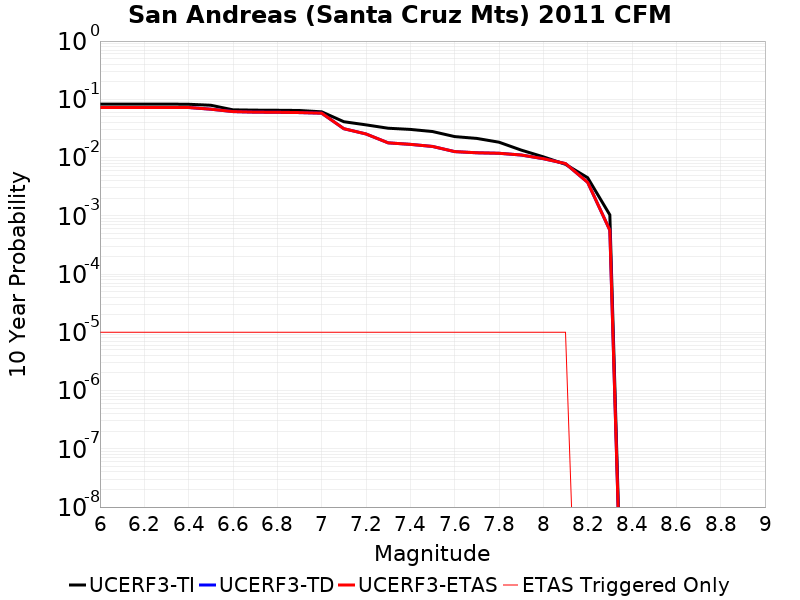 San Andreas (Santa Cruz Mts) 2011 CFM
10 Year Probability
10^0
10^-1
10^-2
10^-3
10^-4
10^-5
10^-6
10^-7
10^-8
6 6.2 6.4 6.6 6.8 7 7.2 7.4 7.6 7.8 8 8.2 8.4 8.6 8.8 9
Magnitude
UCERF3-TI UCERF3-TD UCERF3-ETAS ETAS Triggered Only